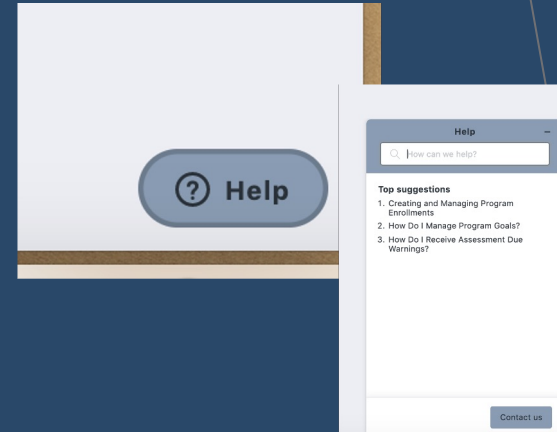 Help
Help
How can we help?
Top suggestions
1. Creating and Managing Program
Enrollments
2. How Do I Manage Program Goals?
3. How Do I Receive Assessment Due
Warnings?
Contact us